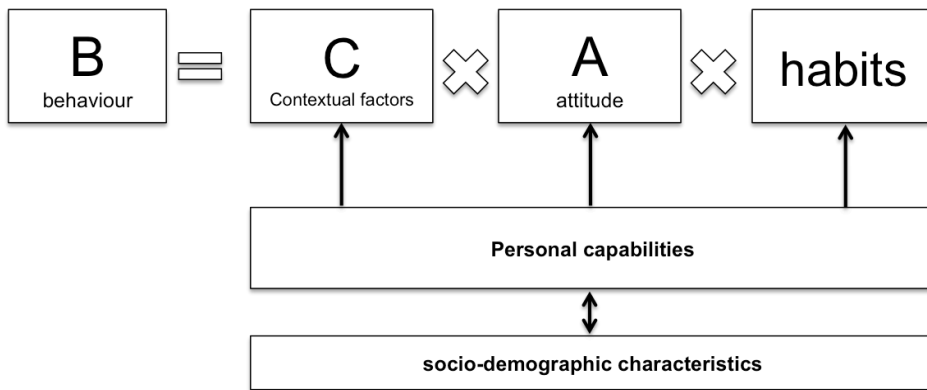 B
behaviour
=
C
Contextual factors
×
A
attitude
×
habits
Personal capabilities
socio-demographic characteristics